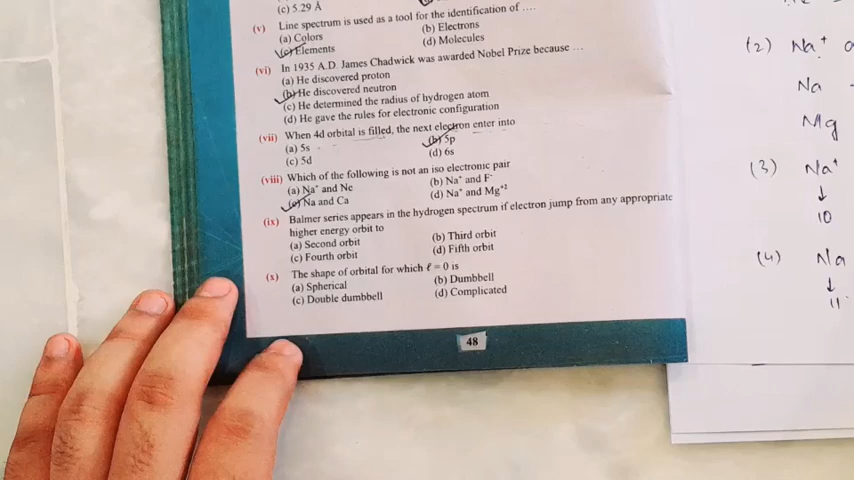 (c) 5.29 Å
(v) Line spectrum is used as a tool for the identification of ....
(a) Colors (b) Electrons
(c) Elements (d) Molecules
(vi) In 1935 A.D. James Chadwick was awarded Nobel Prize because ...
(a) He discovered proton
(b) He discovered neutron
(c) He determined the radius of hydrogen atom
(d) He gave the rules for electronic configuration
(vii) When 4d orbital is filled, the next electron enter into
(a) 5s (b) 5p
(c) 5d (d) 6s
(viii) Which of the following is not an iso electronic pair
(a) Na⁺ and Ne (b) Na⁺ and F⁻
(c) Na and Ca (d) Na⁺ and Mg⁺²
(ix) Balmer series appears in the hydrogen spectrum if electron jump from any appropriate
higher energy orbit to
(a) Second orbit (b) Third orbit
(c) Fourth orbit (d) Fifth orbit
(x) The shape of orbital for which ℓ = 0 is
(a) Spherical (b) Dumbbell
(c) Double dumbbell (d) Complicated
48
(2) Na⁺
Na
Mg
(3) Na⁺
↓
10
(4) Na
↓
11